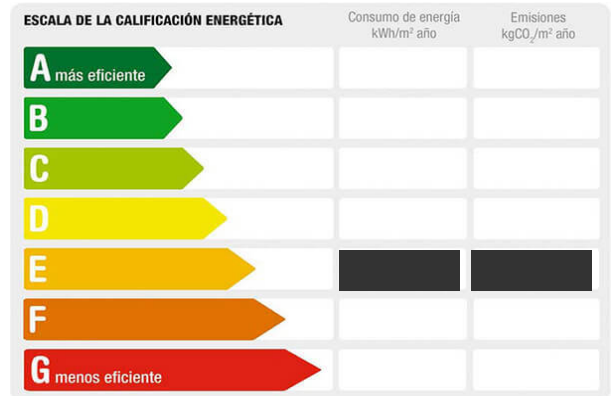 ESCALA DE LA CALIFICACIÓN ENERGÉTICA
Consumo de energía
kWh/m² año
Emisiones
kgCO₂/m² año
A más eficiente
B
C
D
E
F
G menos eficiente